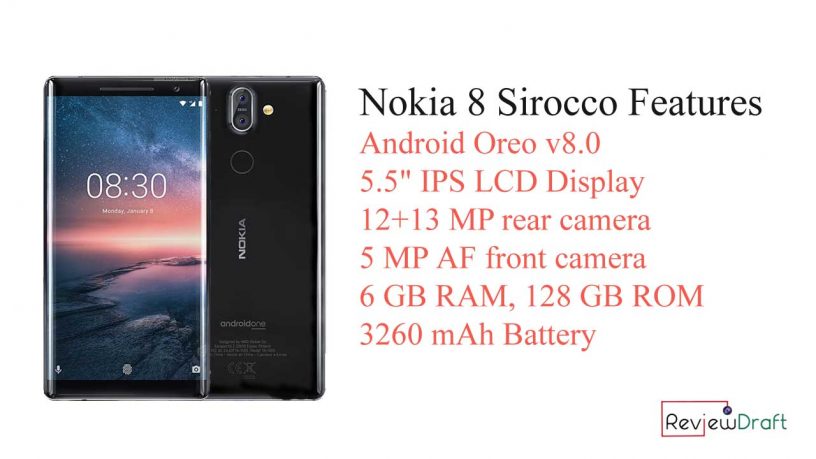 Nokia 8 Sirocco Features
Android Oreo v8.0
5.5" IPS LCD Display
12+13 MP rear camera
5 MP AF front camera
6 GB RAM, 128 GB ROM
3260 mAh Battery
08:30
Monday, January 8
NOKIA
androidone
ReviewDraft